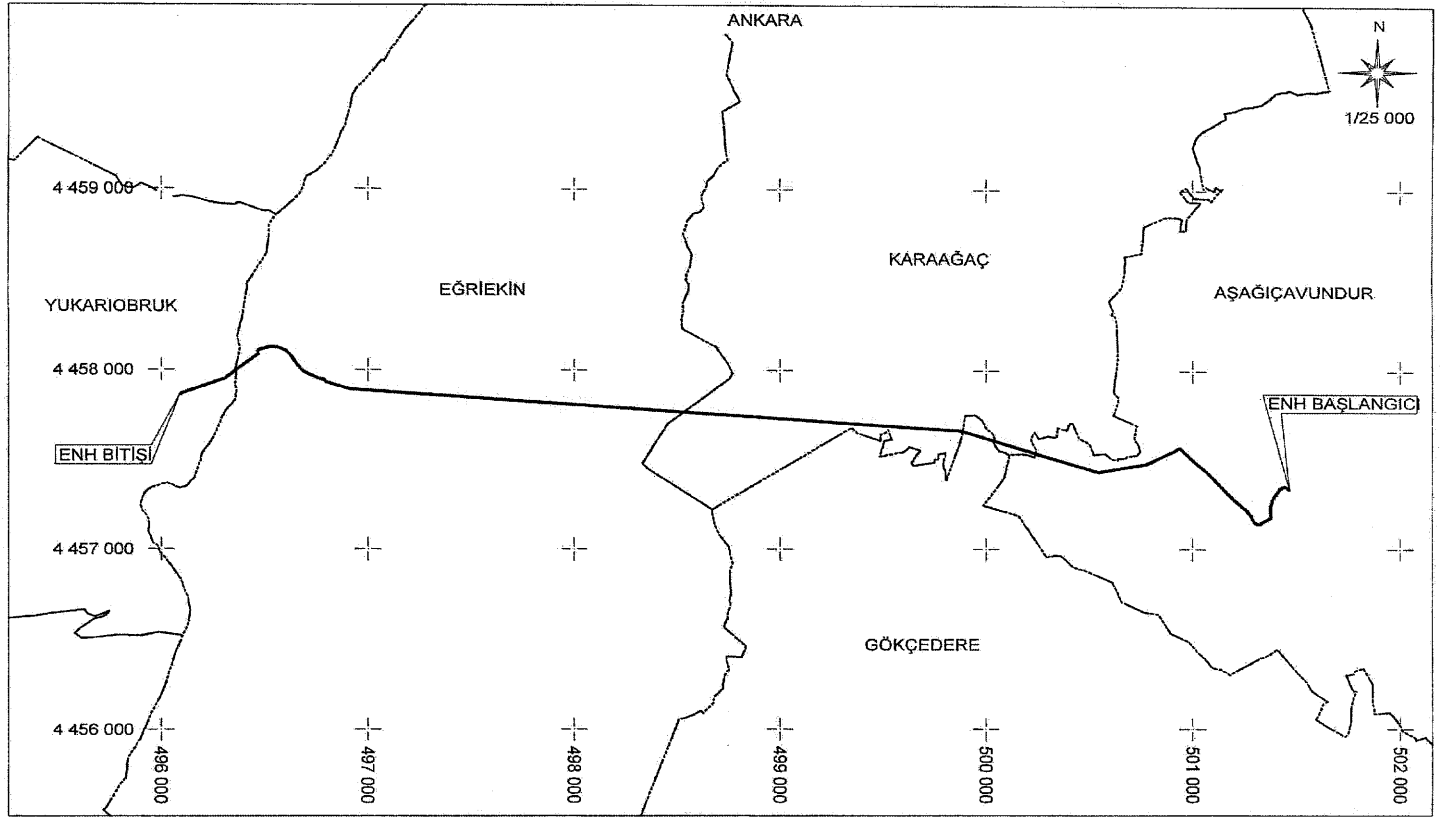 ANKARA
N
1/25 000
4 459 000
KARAAĞAÇ
EĞRİEKİN
AŞAĞIÇAVUNDUR
YUKARIOBRUK
4 458 000
ENH BAŞLANGICI
ENH BİTİŞİ
4 457 000
GÖKÇEDERE
4 456 000
496 000
497 000
498 000
499 000
500 000
501 000
502 000